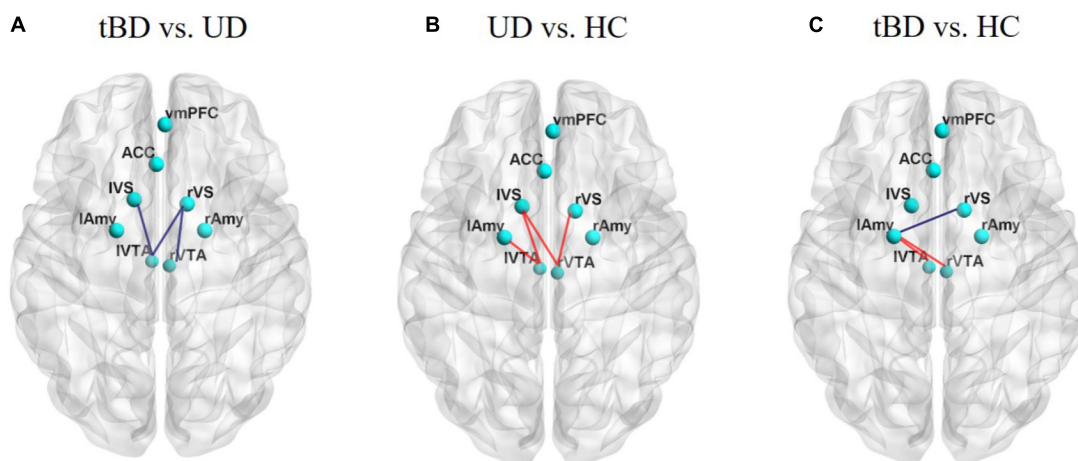 A tBD vs. UD
vmPFC
ACC
lVS rVS
lAmy rAmy
lVTA rVTA
B UD vs. HC
vmPFC
ACC
lVS rVS
lAmy rAmy
lVTA rVTA
C tBD vs. HC
vmPFC
ACC
lVS rVS
lAmy rAmy
lVTA rVTA